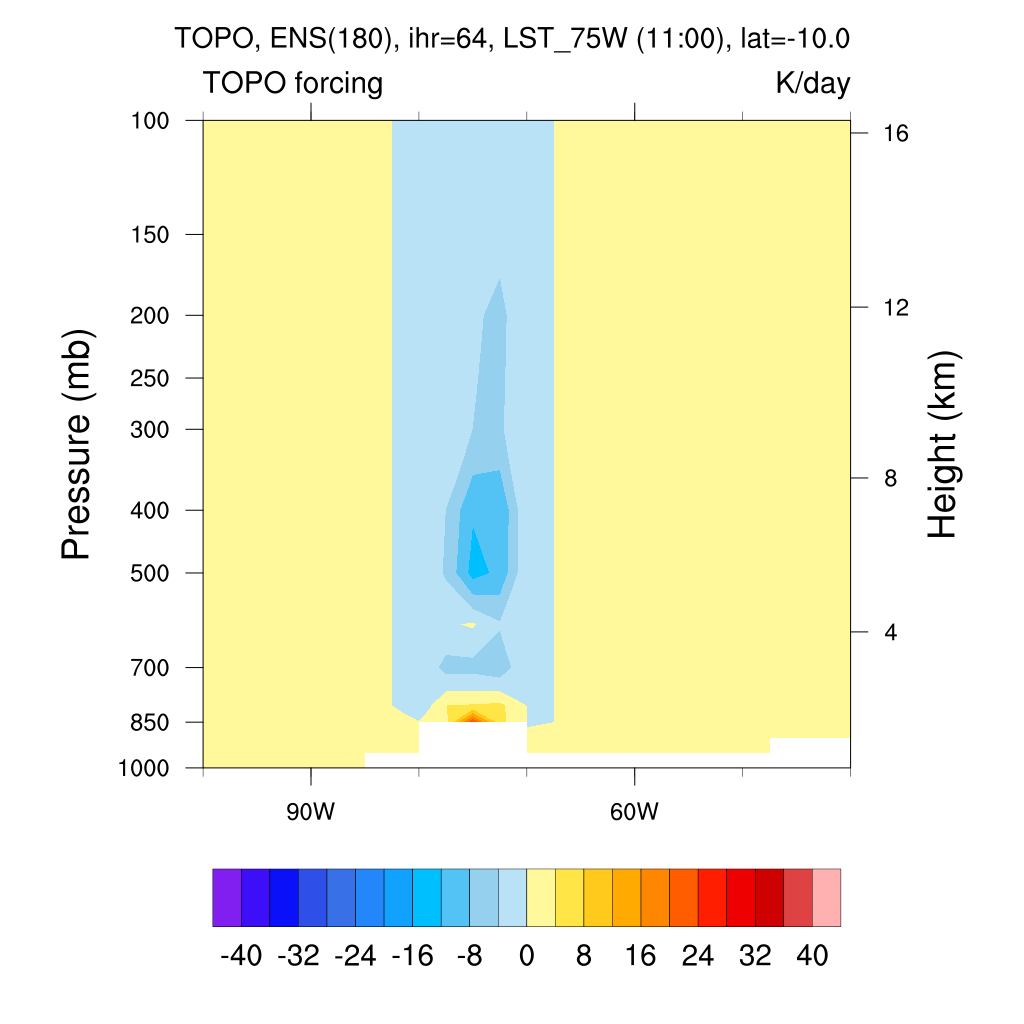 TOPO, ENS(180), ihr=64, LST_75W (11:00), lat=-10.0
TOPO forcing K/day
100
150
200
250
300
400
500
700
850
1000
Pressure (mb)
16
12
8
4
Height (km)
90W 60W
-40 -32 -24 -16 -8 0 8 16 24 32 40